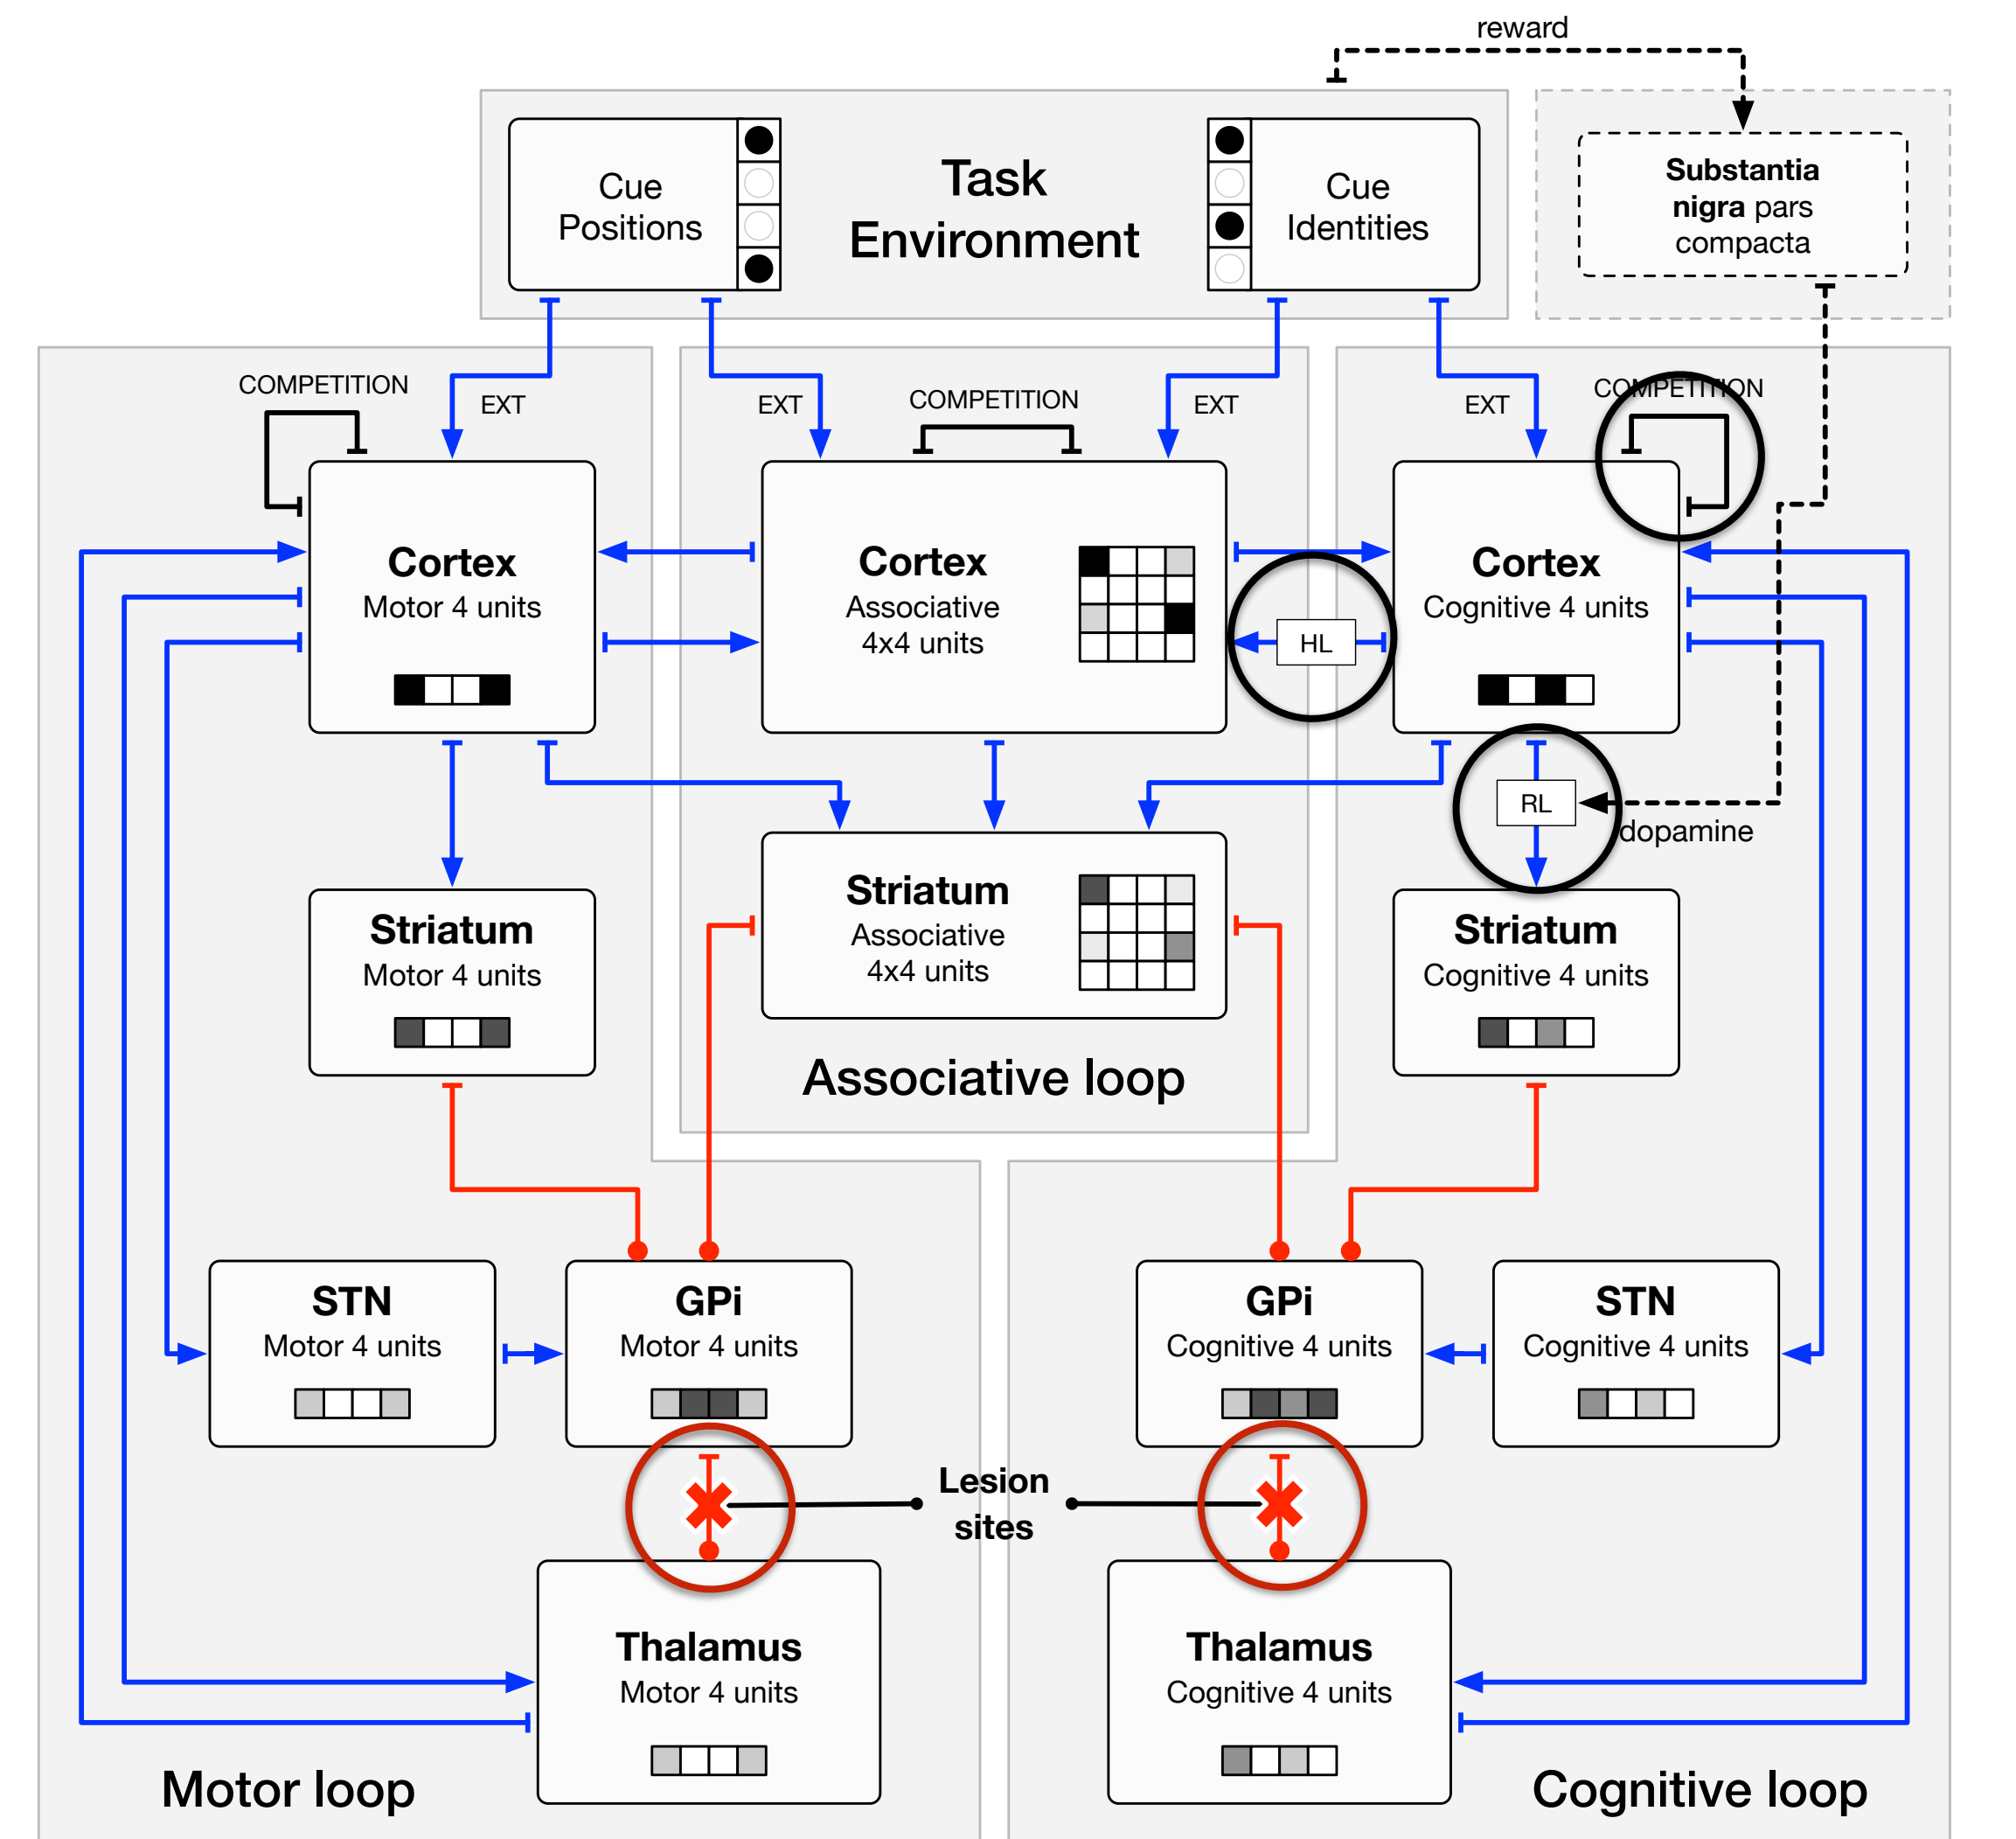 reward
Cue
Positions
Task
Environment
Cue
Identities
Substantia
nigra pars
compacta
COMPETITION
EXT
EXT
COMPETITION
EXT
EXT
COMPETITION
Cortex
Motor 4 units
Cortex
Associative
4x4 units
HL
Cortex
Cognitive 4 units
RL
dopamine
Striatum
Motor 4 units
Striatum
Associative
4x4 units
Striatum
Cognitive 4 units
Associative loop
STN
Motor 4 units
GPi
Motor 4 units
GPi
Cognitive 4 units
STN
Cognitive 4 units
Lesion
sites
Thalamus
Motor 4 units
Thalamus
Cognitive 4 units
Motor loop
Cognitive loop